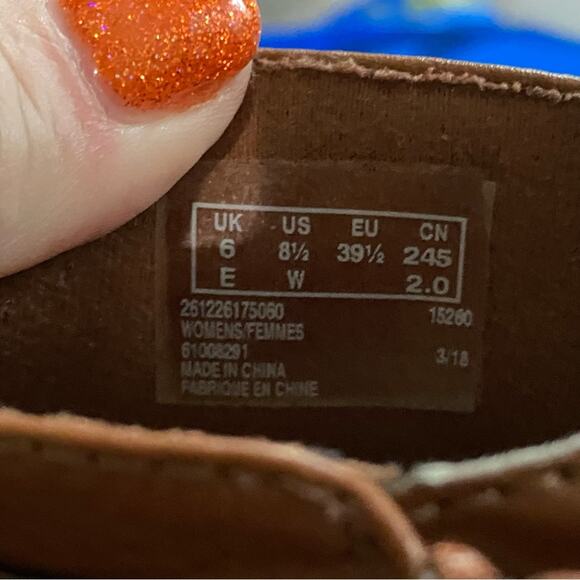 UK US EU CN
6 8½ 39½ 245
E W 2.0
261226175060 15260
WOMENS/FEMMES
61008291 3/18
MADE IN CHINA
FABRIQUE EN CHINE